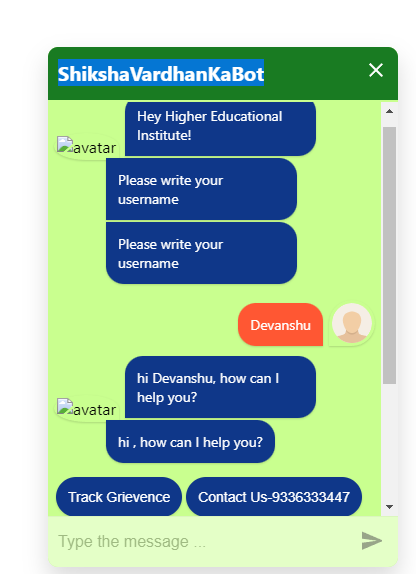 ShikshaVardhanKaBot
Hey Higher Educational
Institute!
avatar
Please write your
username
Please write your
username
Devanshu
hi Devanshu, how can I
help you?
avatar
hi , how can I help you?
Track Grievence
Contact Us-9336333447
Type the message ...